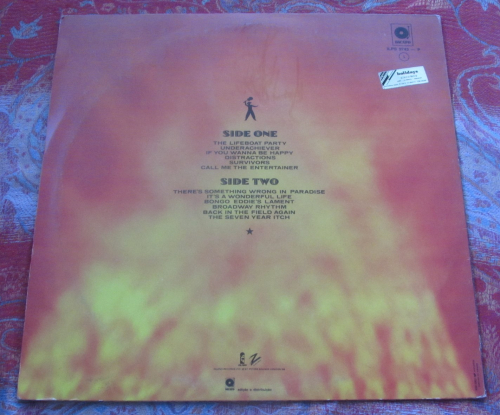 holidays
SIDE ONE
THE LIFEBOAT PARTY
UNDERACHIEVER
IF YOU WANNA BE HAPPY
DISTRACTIONS
SURVIVORS
CALL ME THE ENTERTAINER
SIDE TWO
THERE'S SOMETHING WRONG IN PARADISE
IT'S A WONDERFUL LIFE
BONGO EDDIE'S LAMENT
BROADWAY RHYTHM
BACK IN THE FIELD AGAIN
THE SEVEN YEAR ITCH